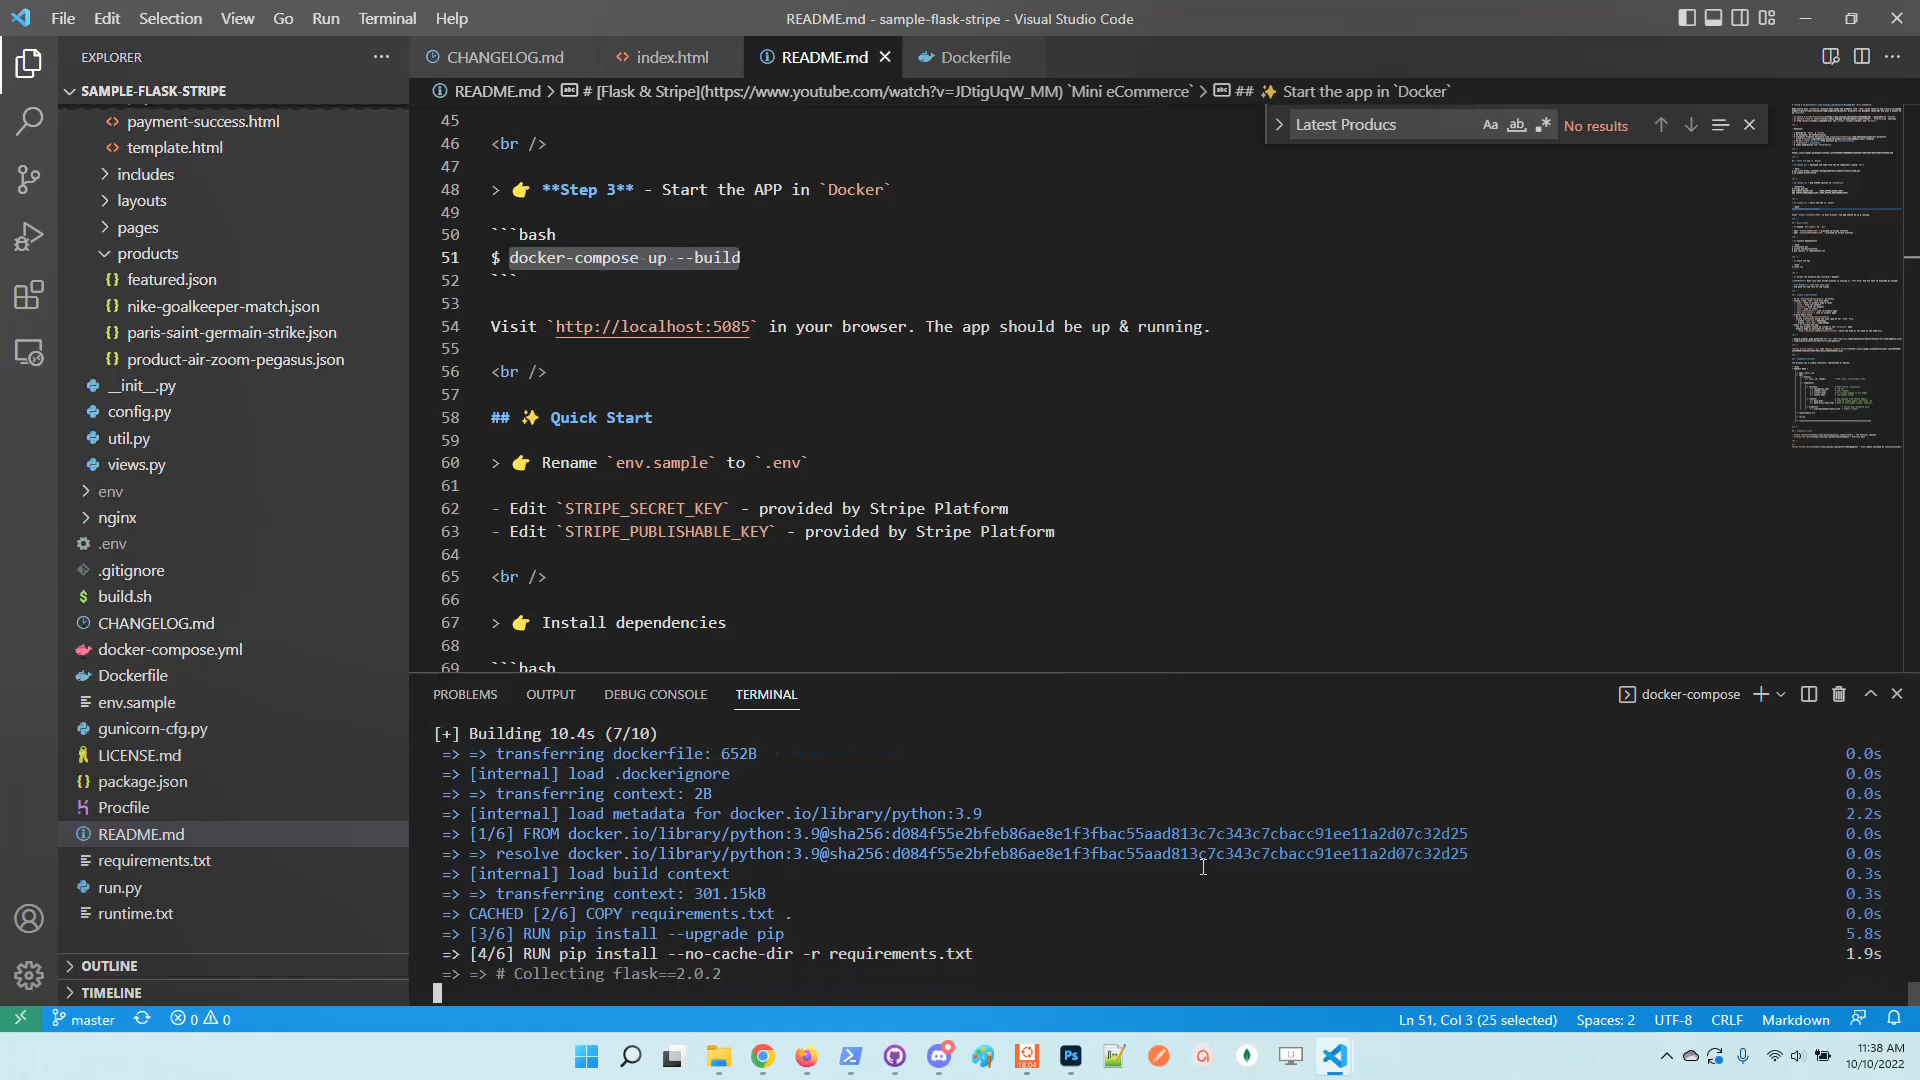 File Edit Selection View Go Run Terminal Help
README.md - sample-flask-stripe - Visual Studio Code
EXPLORER
CHANGELOG.md
index.html
README.md
Dockerfile
SAMPLE-FLASK-STRIPE
README.md > # [Flask & Stripe](https://www.youtube.com/watch?v=JDtigUqW_MM) `Mini eCommerce` > ## ✨ Start the app in `Docker`
Latest Producs
Aa ab
No results
payment-success.html
template.html
includes
layouts
pages
products
featured.json
nike-goalkeeper-match.json
paris-saint-germain-strike.json
product-air-zoom-pegasus.json
__init__.py
config.py
util.py
views.py
env
nginx
.env
.gitignore
build.sh
CHANGELOG.md
docker-compose.yml
Dockerfile
env.sample
gunicorn-cfg.py
LICENSE.md
package.json
Procfile
README.md
requirements.txt
run.py
runtime.txt
OUTLINE
TIMELINE
45
46 <br />
47
48 > 👉 **Step 3** - Start the APP in `Docker`
49
50 ```bash
51 $ docker-compose up --build
52 ```
53
54 Visit `http://localhost:5085` in your browser. The app should be up & running.
55
56 <br />
57
58 ## ✨ Quick Start
59
60 > 👉 Rename `env.sample` to `.env`
61
62 - Edit `STRIPE_SECRET_KEY` - provided by Stripe Platform
63 - Edit `STRIPE_PUBLISHABLE_KEY` - provided by Stripe Platform
64
65 <br />
66
67 > 👉 Install dependencies
68
69 ```bash
PROBLEMS OUTPUT DEBUG CONSOLE TERMINAL
docker-compose
[+] Building 10.4s (7/10)
=> => transferring dockerfile: 652B 0.0s
=> [internal] load .dockerignore 0.0s
=> => transferring context: 2B 0.0s
=> [internal] load metadata for docker.io/library/python:3.9 2.2s
=> [1/6] FROM docker.io/library/python:3.9@sha256:d084f55e2bfeb86ae8e1f3fbac55aad813c7c343c7cbacc91ee11a2d07c32d25 0.0s
=> => resolve docker.io/library/python:3.9@sha256:d084f55e2bfeb86ae8e1f3fbac55aad813c7c343c7cbacc91ee11a2d07c32d25 0.0s
=> [internal] load build context 0.3s
=> => transferring context: 301.15kB 0.3s
=> CACHED [2/6] COPY requirements.txt . 0.0s
=> [3/6] RUN pip install --upgrade pip 5.8s
=> [4/6] RUN pip install --no-cache-dir -r requirements.txt 1.9s
=> => # Collecting flask==2.0.2
master 0 0
Ln 51, Col 3 (25 selected) Spaces: 2 UTF-8 CRLF Markdown
Ps
18.04
11:38 AM
10/10/2022